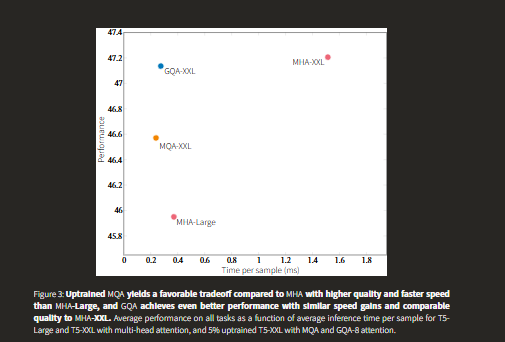 47.4
47.2
47
46.8
46.6
46.4
46.2
46
45.8
Performance
GQA-XXL
MHA-XXL
MQA-XXL
MHA-Large
0 0.2 0.4 0.6 0.8 1 1.2 1.4 1.6 1.8
Time per sample (ms)
Figure 3: Uptrained MQA yields a favorable tradeoff compared to MHA with higher quality and faster speed
than MHA-Large, and GQA achieves even better performance with similar speed gains and comparable
quality to MHA-XXL. Average performance on all tasks as a function of average inference time per sample for T5-
Large and T5-XXL with multi-head attention, and 5% uptrained T5-XXL with MQA and GQA-8 attention.